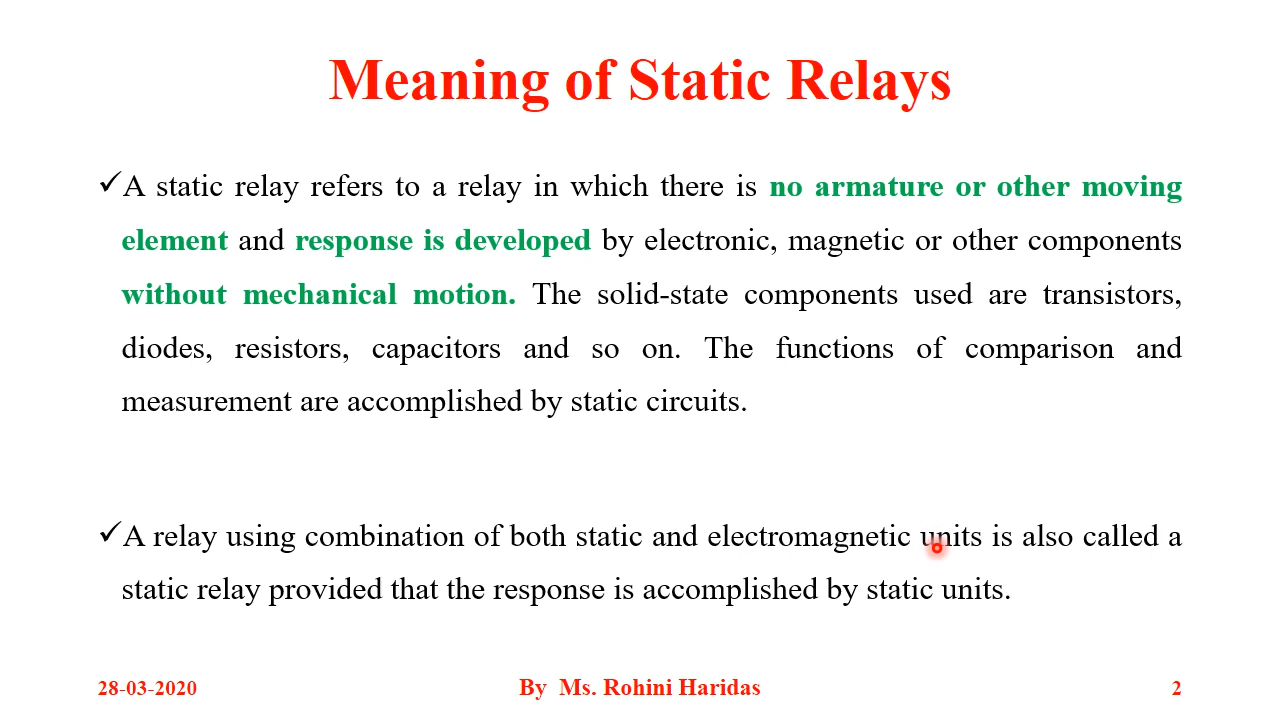 Meaning of Static Relays
✓A static relay refers to a relay in which there is no armature or other moving
element and response is developed by electronic, magnetic or other components
without mechanical motion. The solid-state components used are transistors,
diodes, resistors, capacitors and so on. The functions of comparison and
measurement are accomplished by static circuits.
✓A relay using combination of both static and electromagnetic units is also called a
static relay provided that the response is accomplished by static units.
28-03-2020
By Ms. Rohini Haridas
2